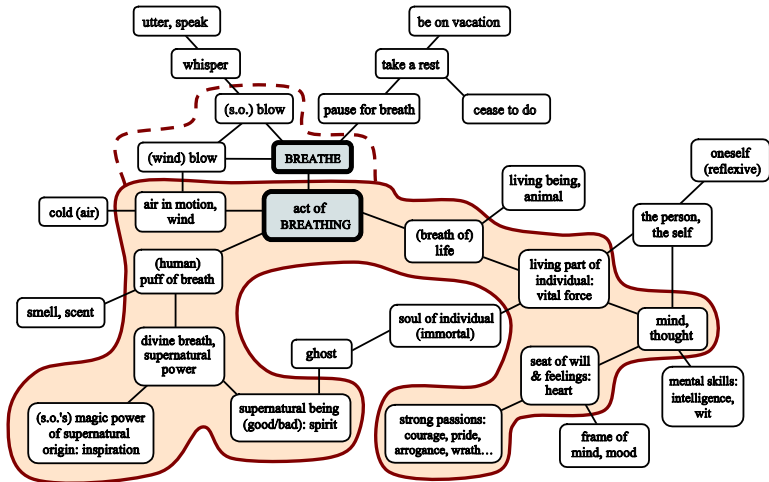 utter, speak
be on vacation
whisper
take a rest
(s.o.) blow
pause for breath
cease to do
(wind) blow
BREATHE
oneself
(reflexive)
living being,
animal
cold (air)
air in motion,
wind
act of
BREATHING
(breath of)
life
the person,
the self
(human)
puff of breath
living part of
individual:
vital force
smell, scent
soul of individual
(immortal)
mind,
thought
divine breath,
supernatural
power
ghost
seat of will
& feelings:
heart
mental skills:
intelligence,
wit
(s.o.'s) magic power
of supernatural
origin: inspiration
supernatural being
(good/bad): spirit
strong passions:
courage, pride,
arrogance, wrath...
frame of
mind, mood